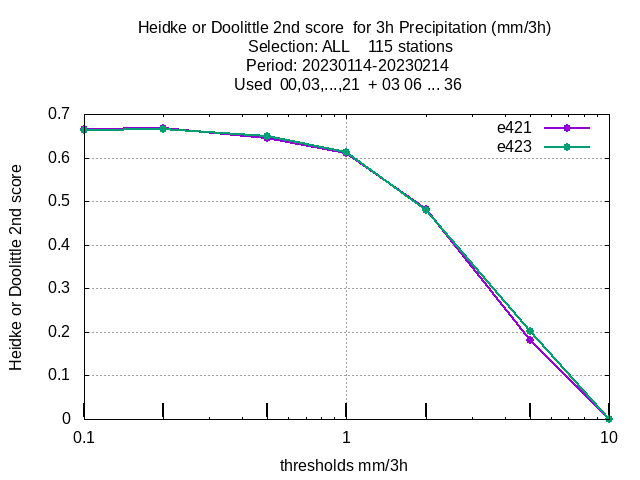 Heidke or Doolittle 2nd score  for 3h Precipitation (mm/3h)
Selection: ALL    115 stations
Period: 20230114-20230214
Used  00,03,...,21  + 03 06 ... 36
e421
e423
Heidke or Doolittle 2nd score
0.7
0.6
0.5
0.4
0.3
0.2
0.1
0
0.1 1 10
thresholds mm/3h